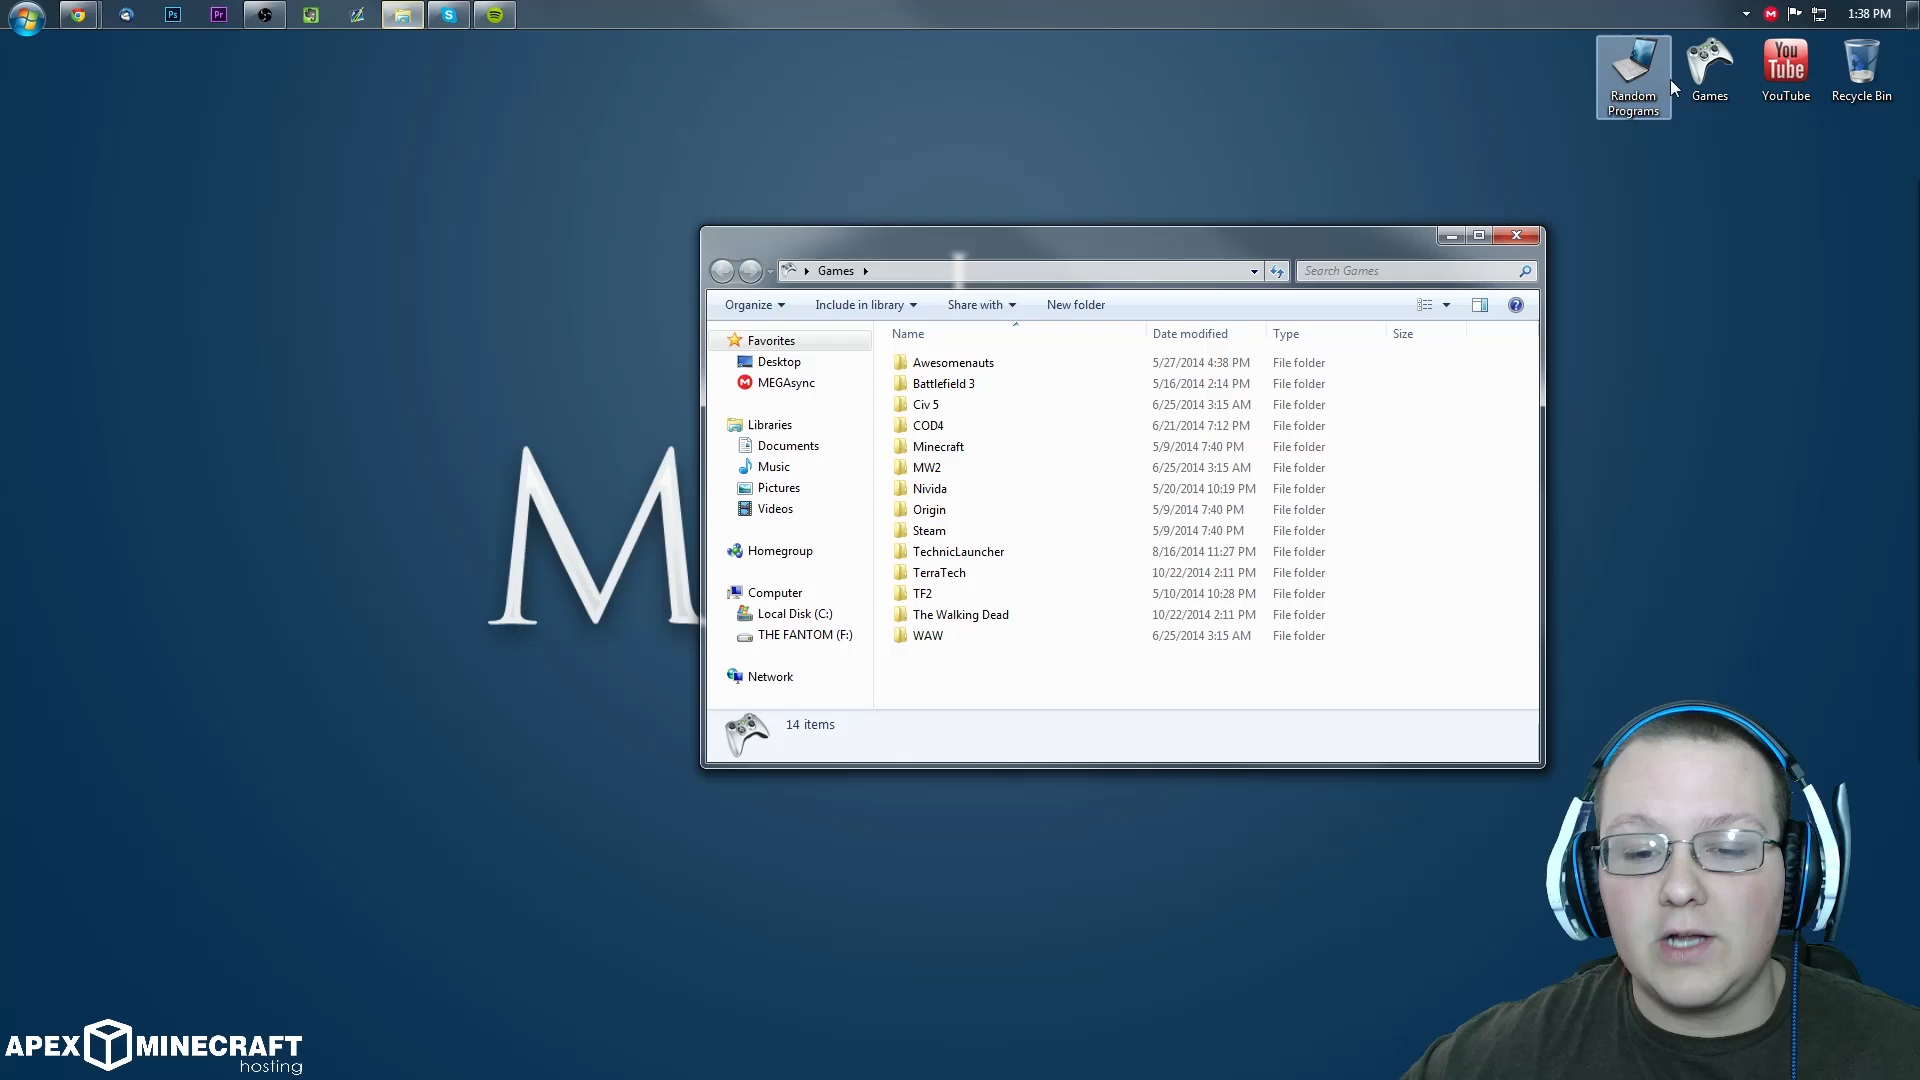 Ps
Pr
M
1:38 PM
Random
Programs
Games
You
Tube
YouTube
Recycle Bin
Games
Search Games
Organize
Include in library
Share with
New folder
Name
Date modified
Type
Size
Favorites
Desktop
MEGAsync
Libraries
Documents
Music
Pictures
Videos
Homegroup
Computer
Local Disk (C:)
THE FANTOM (F:)
Network
Awesomenauts 5/27/2014 4:38 PM File folder
Battlefield 3 5/16/2014 2:14 PM File folder
Civ 5 6/25/2014 3:15 AM File folder
COD4 6/21/2014 7:12 PM File folder
Minecraft 5/9/2014 7:40 PM File folder
MW2 6/25/2014 3:15 AM File folder
Nivida 5/20/2014 10:19 PM File folder
Origin 5/9/2014 7:40 PM File folder
Steam 5/9/2014 7:40 PM File folder
TechnicLauncher 8/16/2014 11:27 PM File folder
TerraTech 10/22/2014 2:11 PM File folder
TF2 5/10/2014 10:28 PM File folder
The Walking Dead 10/22/2014 2:11 PM File folder
WAW 6/25/2014 3:15 AM File folder
14 items
M
APEX MINECRAFT
hosting